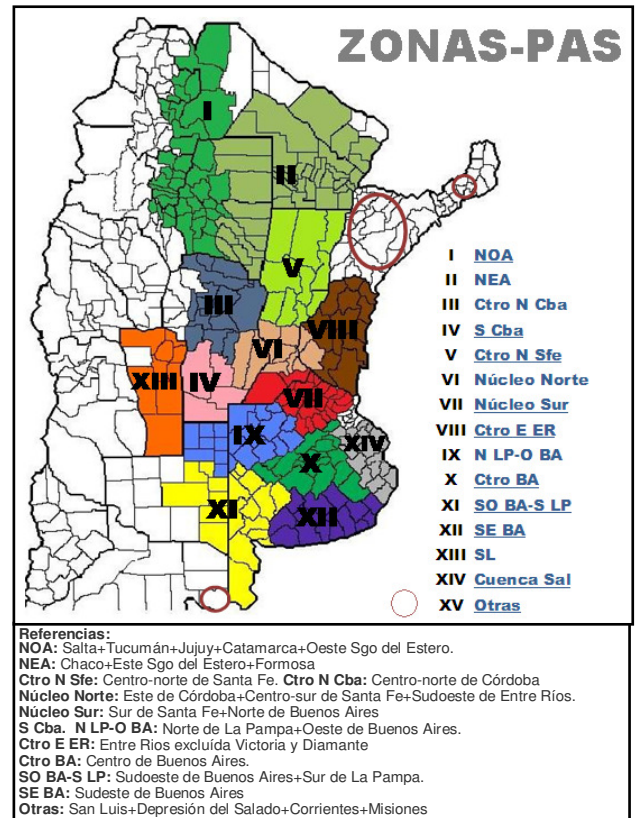 ZONAS-PAS
I
II
V
III
VIII
VI
XIII
IV
VII
IX
XIV
X
XI
XII
I NOA
II NEA
III Ctro N Cba
IV S Cba
V Ctro N Sfe
VI Núcleo Norte
VII Núcleo Sur
VIII Ctro E ER
IX N LP-O BA
X Ctro BA
XI SO BA-S LP
XII SE BA
XIII SL
XIV Cuenca Sal
XV Otras
Referencias:
NOA: Salta+Tucumán+Jujuy+Catamarca+Oeste Sgo del Estero.
NEA: Chaco+Este Sgo del Estero+Formosa
Ctro N Sfe: Centro-norte de Santa Fe. Ctro N Cba: Centro-norte de Córdoba
Núcleo Norte: Este de Córdoba+Centro-sur de Santa Fe+Sudoeste de Entre Ríos.
Núcleo Sur: Sur de Santa Fe+Norte de Buenos Aires
S Cba. N LP-O BA: Norte de La Pampa+Oeste de Buenos Aires.
Ctro E ER: Entre Rios excluída Victoria y Diamante
Ctro BA: Centro de Buenos Aires.
SO BA-S LP: Sudoeste de Buenos Aires+Sur de La Pampa.
SE BA: Sudeste de Buenos Aires
Otras: San Luis+Depresión del Salado+Corrientes+Misiones